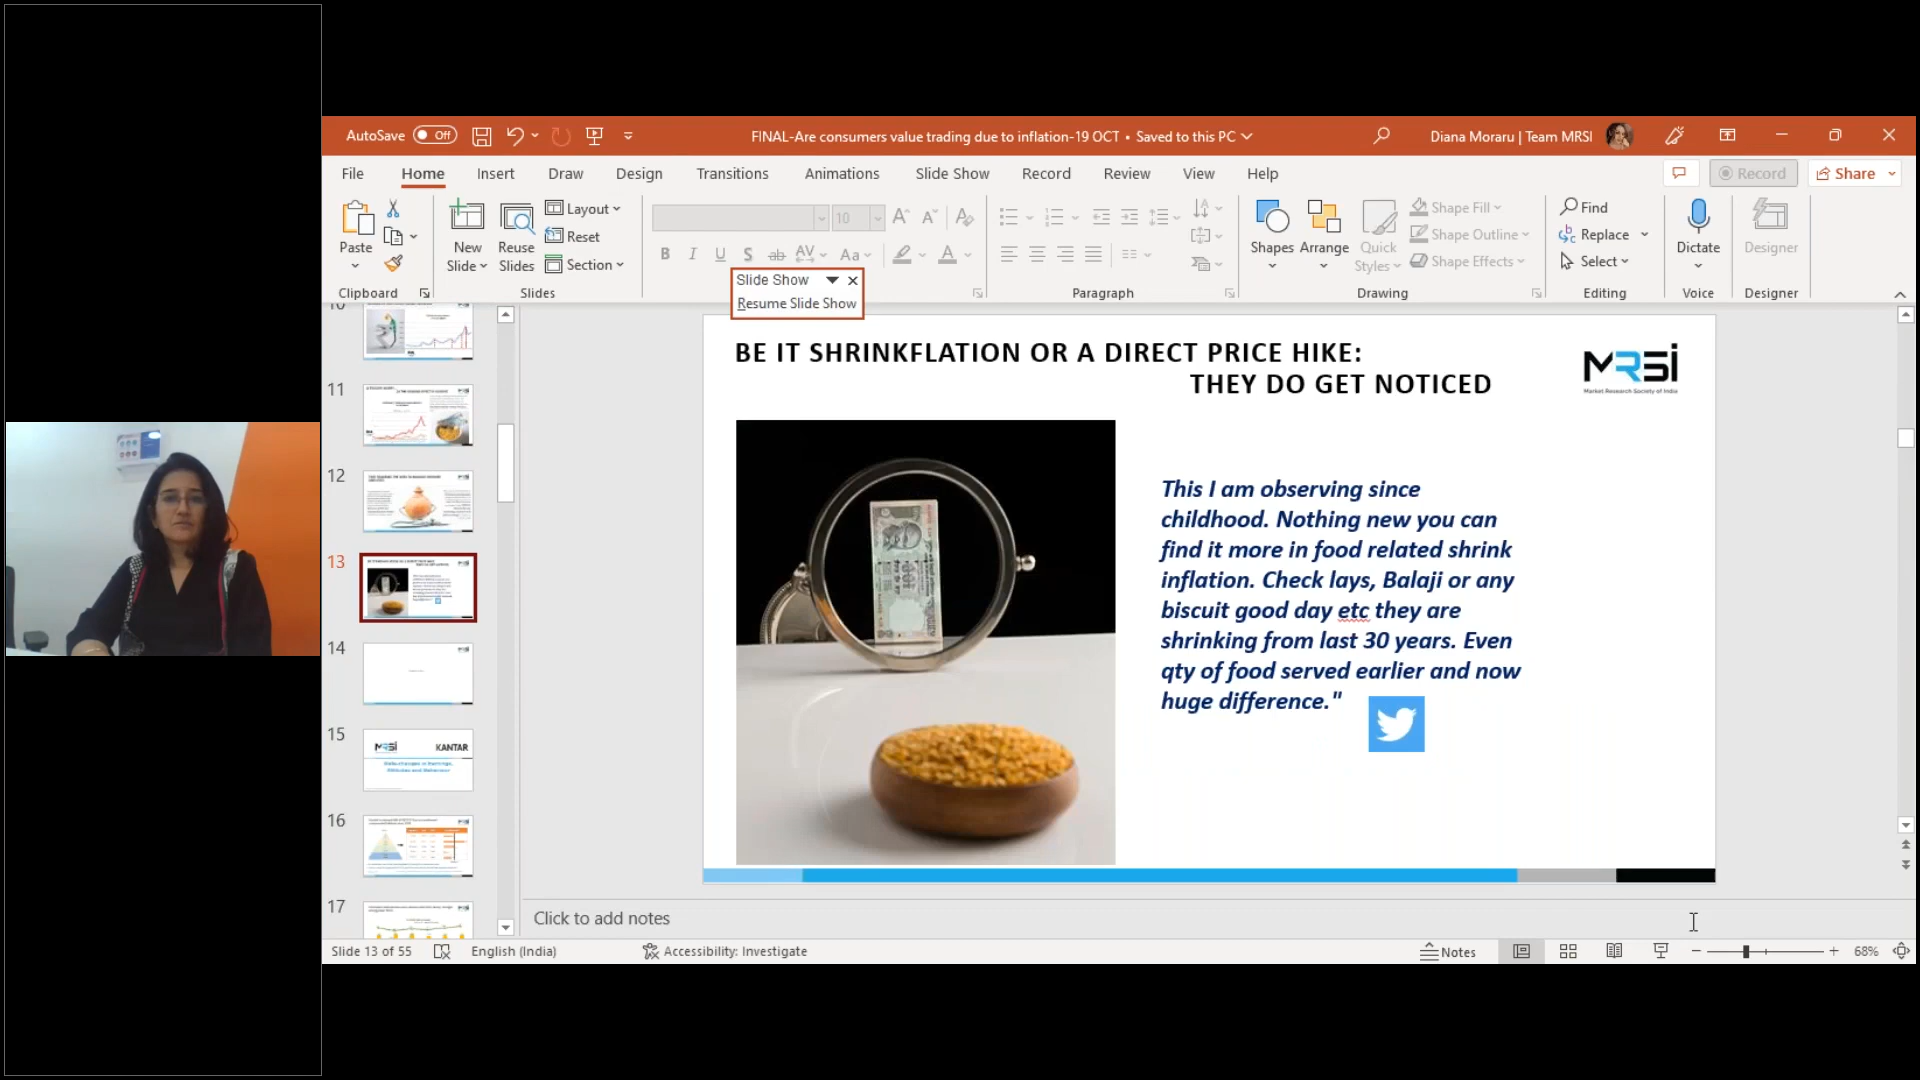 AutoSave Off
FINAL-Are consumers value trading due to inflation-19 OCT • Saved to this PC
Diana Moraru | Team MRSI
File Home Insert Draw Design Transitions Animations Slide Show Record Review View Help
Record
Share
Paste
New Slide
Reuse Slides
Layout
Reset
Section
10
B I U S ab AV Aa
Shapes
Arrange
Quick Styles
Shape Fill
Shape Outline
Shape Effects
Find
Replace
Select
Dictate
Designer
Clipboard
Slides
Paragraph
Drawing
Editing
Voice
Designer
Slide Show
Resume Slide Show
10
11
12
13
14
15
MRSI KANTAR
16
17
BE IT SHRINKFLATION OR A DIRECT PRICE HIKE:
THEY DO GET NOTICED
MRSI
Market Research Society of India
This I am observing since
childhood. Nothing new you can
find it more in food related shrink
inflation. Check lays, Balaji or any
biscuit good day etc they are
shrinking from last 30 years. Even
qty of food served earlier and now
huge difference."
Click to add notes
Slide 13 of 55
English (India)
Accessibility: Investigate
Notes
68%